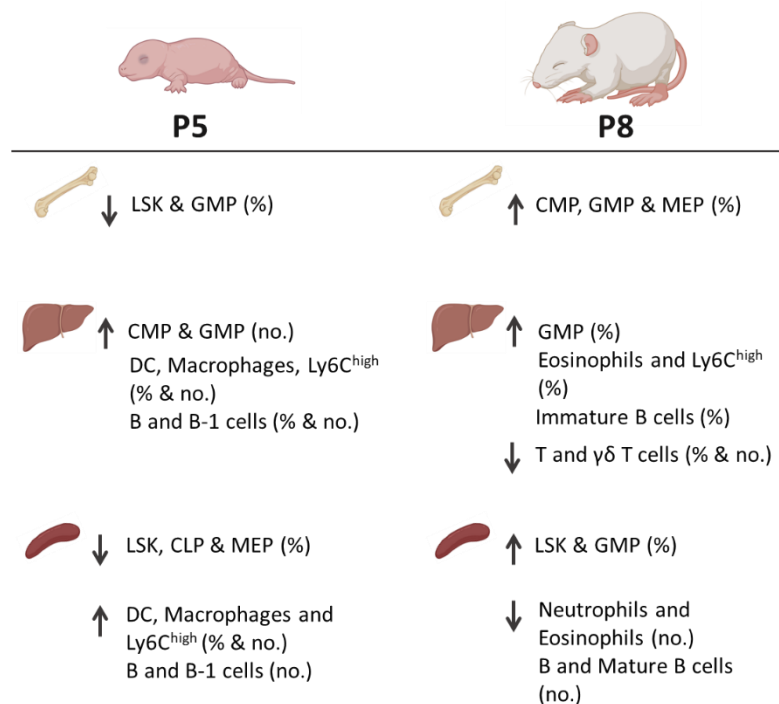 P5
P8
LSK & GMP (%)
CMP, GMP & MEP (%)
CMP & GMP (no.)
DC, Macrophages, Ly6Chigh
(% & no.)
B and B-1 cells (% & no.)
GMP (%)
Eosinophils and Ly6Chigh
(%)
Immature B cells (%)
T and γδ T cells (% & no.)
LSK, CLP & MEP (%)
DC, Macrophages and
Ly6Chigh (% & no.)
B and B-1 cells (no.)
LSK & GMP (%)
Neutrophils and
Eosinophils (no.)
B and Mature B cells
(no.)